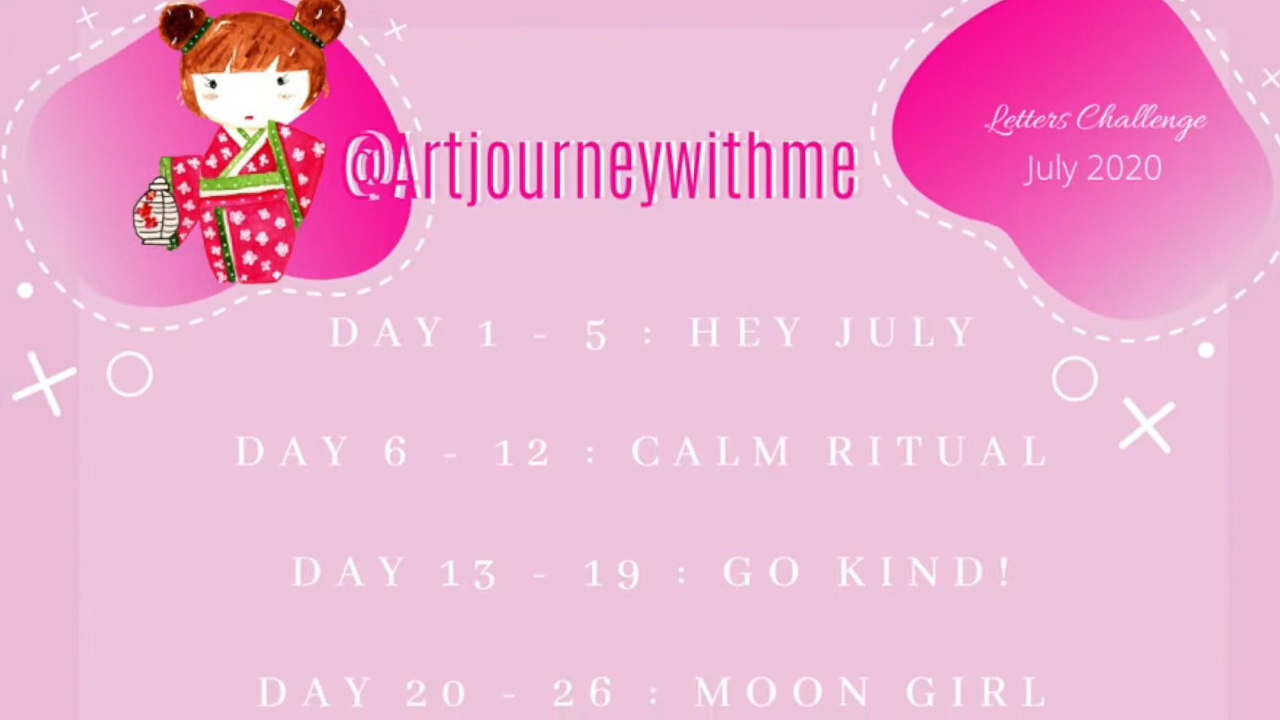 @Artjourneywithme
Letters Challenge
July 2020
DAY 1 - 5 : HEY JULY
DAY 6 - 12 : CALM RITUAL
DAY 13 - 19 : GO KIND!
DAY 20 - 26 : MOON GIRL